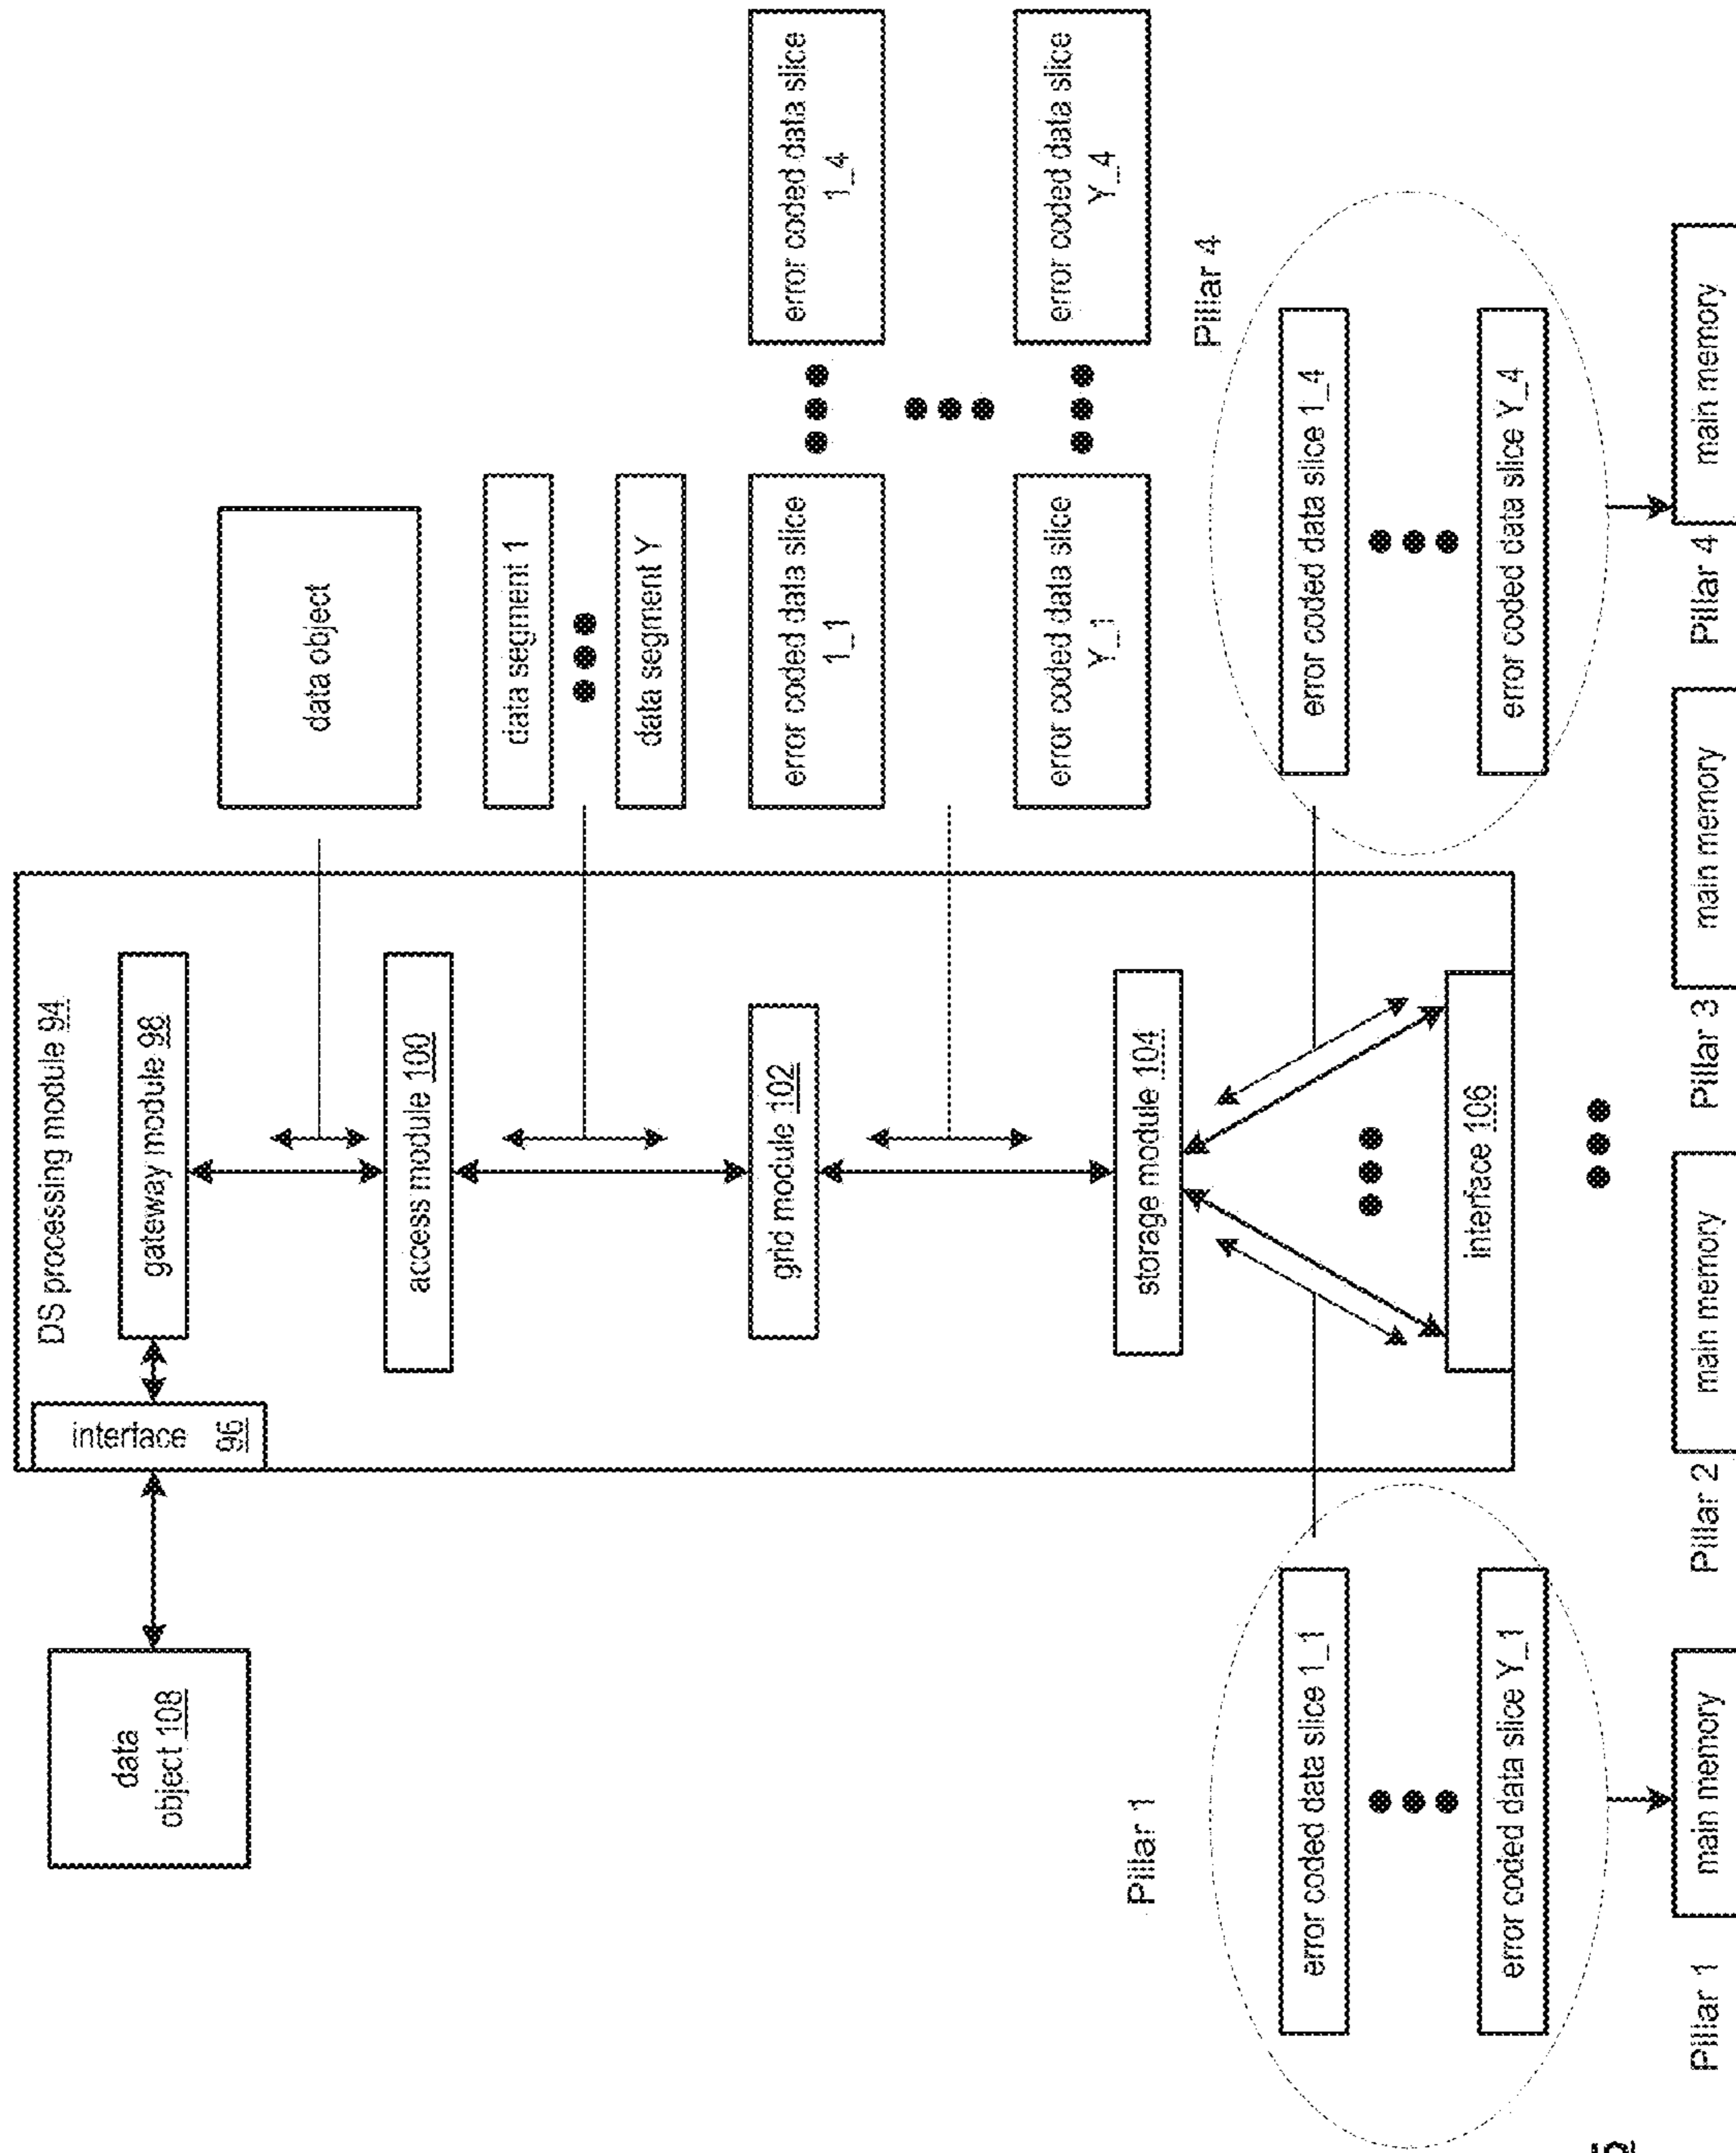 DS processing module 94
data
object 108
interface 96
gateway module 98
data object
access module 100
data segment 1
data segment Y
grid module 102
error coded data slice
1_1
error coded data slice
1_4
error coded data slice
Y_1
error coded data slice
Y_4
storage module 104
Pillar 1
Pillar 4
error coded data slice 1_1
error coded data slice Y_1
error coded data slice 1_4
error coded data slice Y_4
interface 106
Pillar 1
main memory
Pillar 2
main memory
Pillar 3
main memory
Pillar 4
main memory